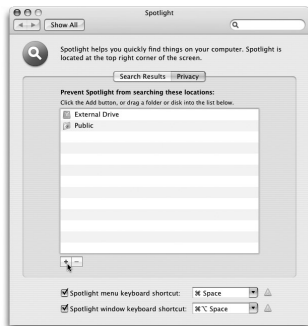 Spotlight
Show All
Spotlight helps you quickly find things on your computer. Spotlight is
located at the top right corner of the screen.
Search Results Privacy
Prevent Spotlight from searching these locations:
Click the Add button, or drag a folder or disk into the list below.
External Drive
Public
+ −
Spotlight menu keyboard shortcut: ⌘ Space
Spotlight window keyboard shortcut: ⌘⌥ Space